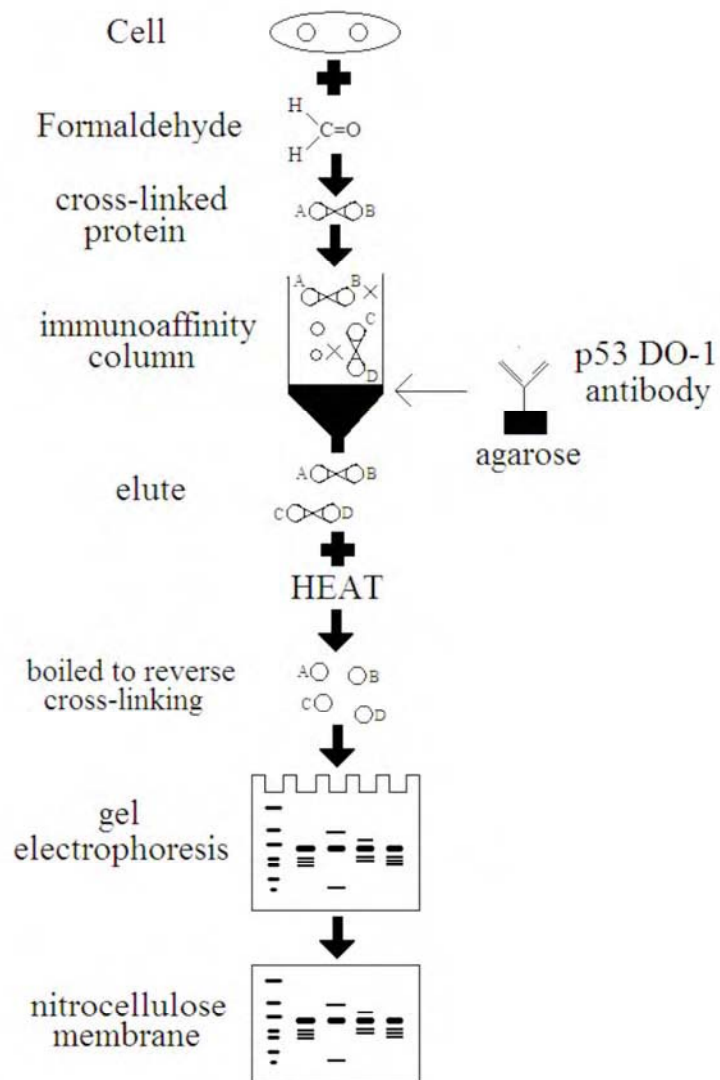 Cell
H
C=O
H
Formaldehyde
cross-linked
protein
A B
A B
C
D
immunoaffinity
column
p53 DO-1
antibody
agarose
A B
elute
C D
HEAT
boiled to reverse
cross-linking
A B
C D
gel
electrophoresis
nitrocellulose
membrane